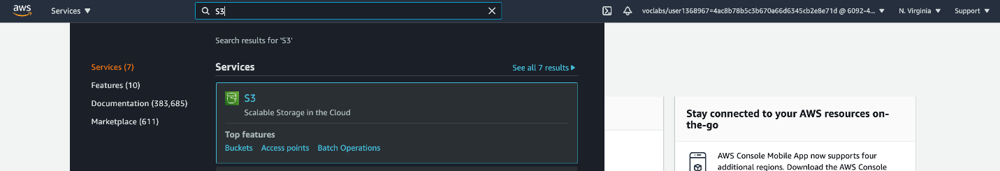 aws
Services ▼
S3
voclabs/user1368967=4ac8b78b5c3b670a66d6345cb2e8e71d @ 6092-4... ▼
N. Virginia ▼
Support ▼
Search results for 'S3'
Services (7)
Features (10)
Documentation (383,685)
Marketplace (611)
Services
See all 7 results ▶
S3
Scalable Storage in the Cloud
Top features
Buckets Access points Batch Operations
Stay connected to your AWS resources on-
the-go
AWS Console Mobile App now supports four
additional regions. Download the AWS Console